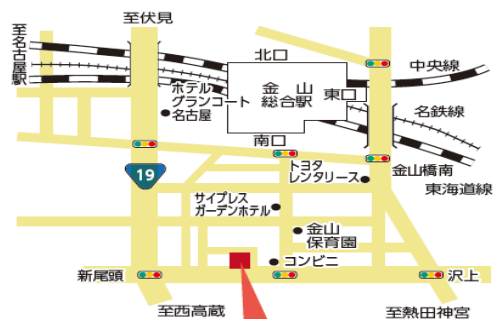 至伏見
至名古屋駅
北口
中央線
ホテル
グランコート
名古屋
金山
総合駅
東口
名鉄線
南口
金山橋南
トヨタ
レンタリース
東海道線
19
サイプレス
ガーデンホテル
金山
保育園
コンビニ
新尾頭
沢上
至西高蔵
至熱田神宮